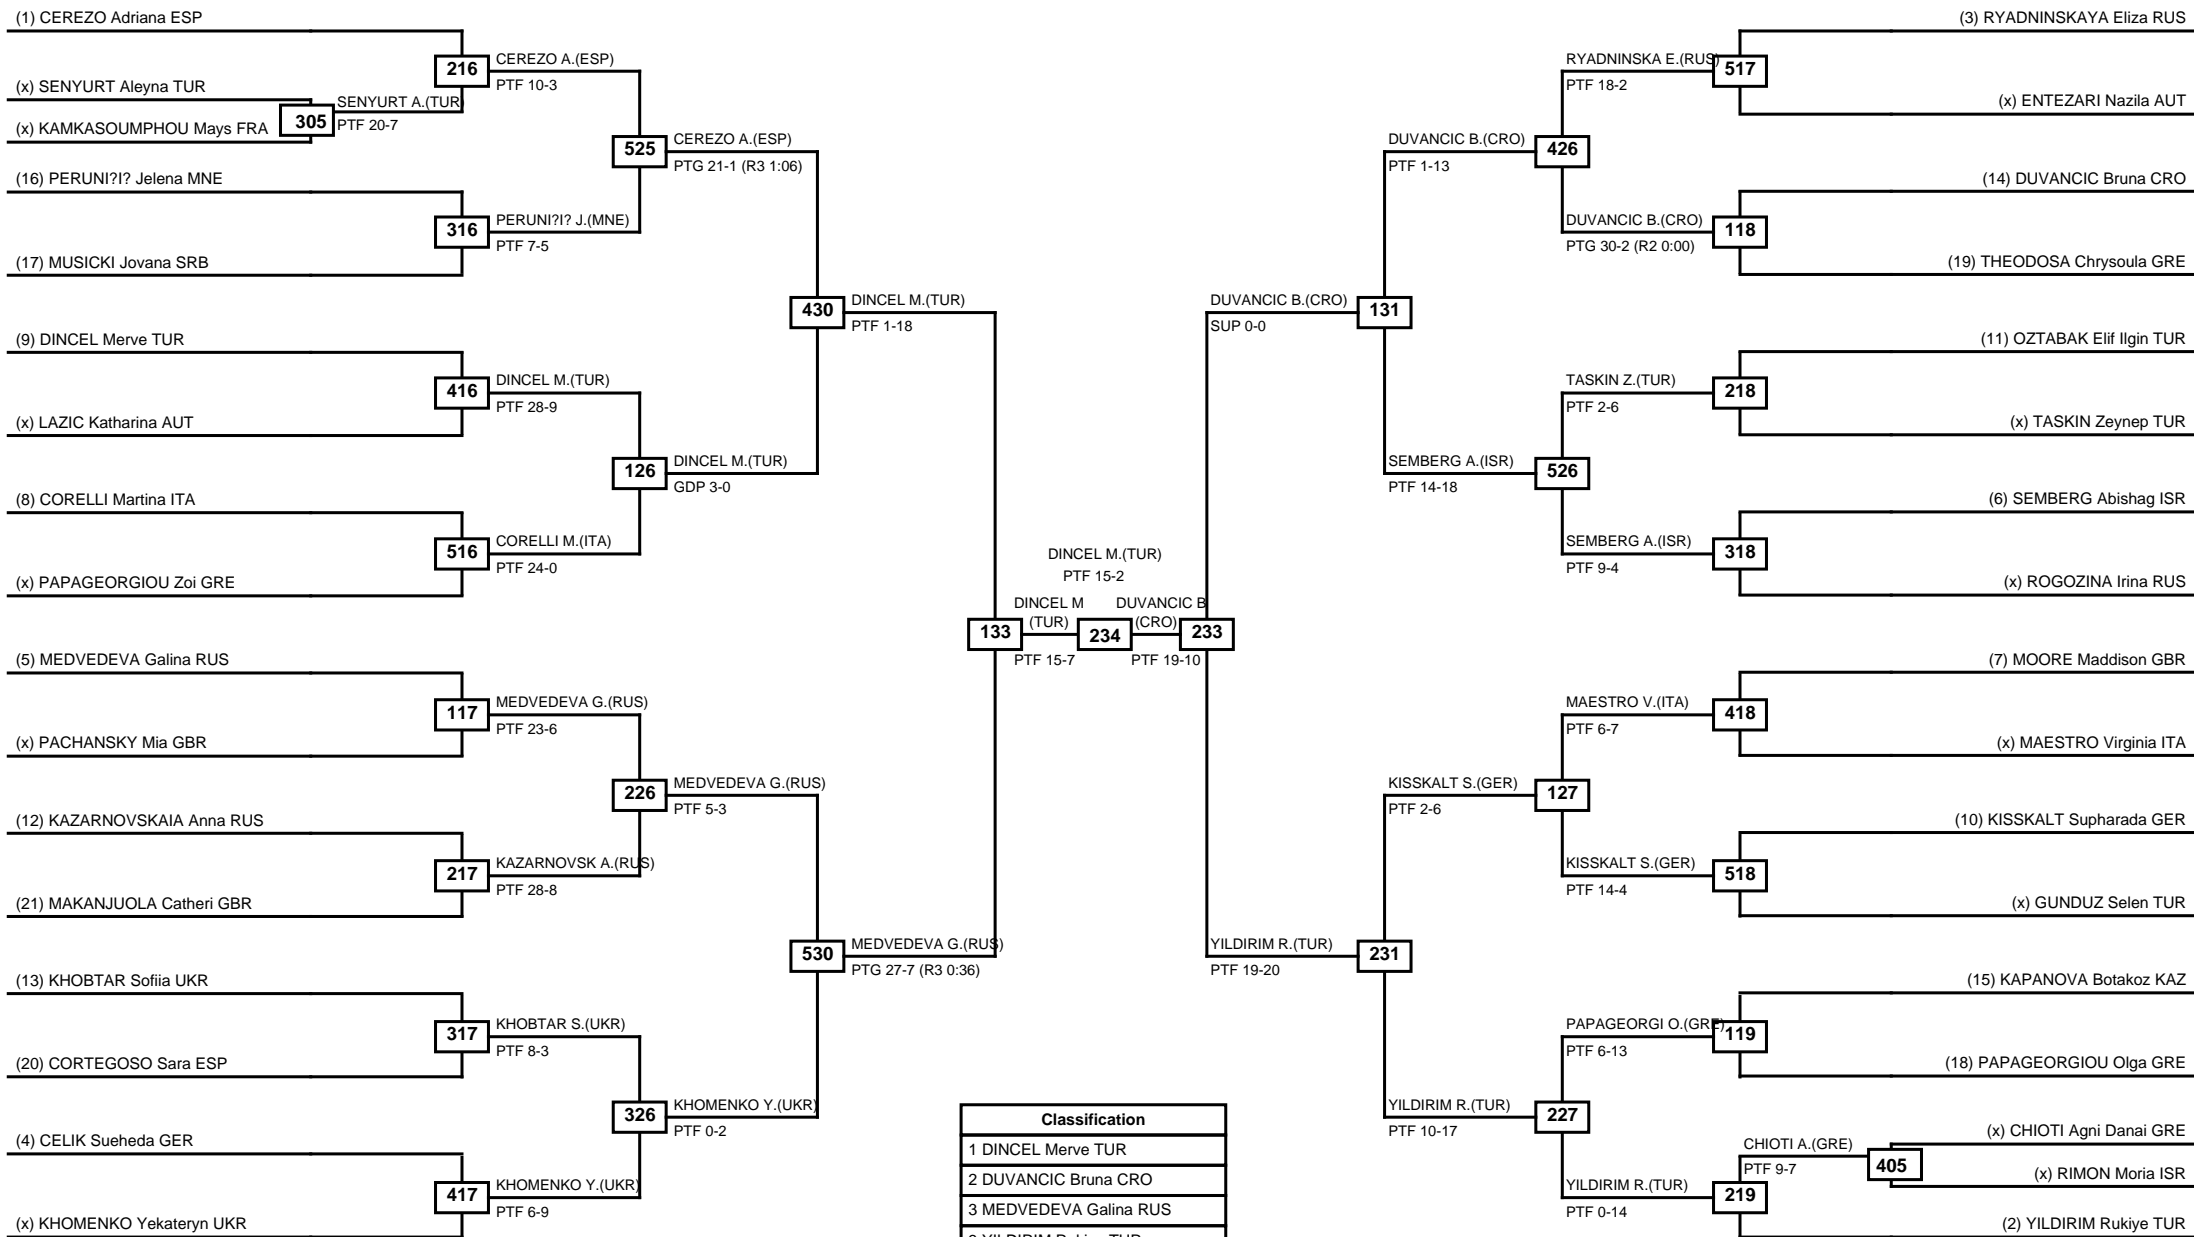 (1) CEREZO Adriana ESP
(x) SENYURT Aleyna TUR
(x) KAMKASOUMPHOU Mays FRA
(16) PERUNI?I? Jelena MNE
(17) MUSICKI Jovana SRB
(9) DINCEL Merve TUR
(x) LAZIC Katharina AUT
(8) CORELLI Martina ITA
(x) PAPAGEORGIOU Zoi GRE
(5) MEDVEDEVA Galina RUS
(x) PACHANSKY Mia GBR
(12) KAZARNOVSKAIA Anna RUS
(21) MAKANJUOLA Catheri GBR
(13) KHOBTAR Sofiia UKR
(20) CORTEGOSO Sara ESP
(4) CELIK Sueheda GER
(x) KHOMENKO Yekateryn UKR
305
SENYURT A.(TUR)
PTF 20-7
216
CEREZO A.(ESP)
PTF 10-3
316
PERUNI?I? J.(MNE)
PTF 7-5
416
DINCEL M.(TUR)
PTF 28-9
516
CORELLI M.(ITA)
PTF 24-0
117
MEDVEDEVA G.(RUS)
PTF 23-6
217
KAZARNOVSK A.(RUS)
PTF 28-8
317
KHOBTAR S.(UKR)
PTF 8-3
417
KHOMENKO Y.(UKR)
PTF 6-9
525
CEREZO A.(ESP)
PTG 21-1 (R3 1:06)
126
DINCEL M.(TUR)
GDP 3-0
226
MEDVEDEVA G.(RUS)
PTF 5-3
326
KHOMENKO Y.(UKR)
PTF 0-2
430
DINCEL M.(TUR)
PTF 1-18
530
MEDVEDEVA G.(RUS)
PTG 27-7 (R3 0:36)
133
DINCEL M
(TUR)
PTF 15-7
DINCEL M.(TUR)
PTF 15-2
234
DUVANCIC B
(CRO)
PTF 19-10
233
DUVANCIC B.(CRO)
SUP 0-0
131
YILDIRIM R.(TUR)
PTF 19-20
231
DUVANCIC B.(CRO)
PTF 1-13
426
SEMBERG A.(ISR)
PTF 14-18
526
KISSKALT S.(GER)
PTF 2-6
127
YILDIRIM R.(TUR)
PTF 10-17
227
RYADNINSKA E.(RUS)
PTF 18-2
517
DUVANCIC B.(CRO)
PTG 30-2 (R2 0:00)
118
TASKIN Z.(TUR)
PTF 2-6
218
SEMBERG A.(ISR)
PTF 9-4
318
MAESTRO V.(ITA)
PTF 6-7
418
KISSKALT S.(GER)
PTF 14-4
518
PAPAGEORGI O.(GRE)
PTF 6-13
119
YILDIRIM R.(TUR)
PTF 0-14
219
CHIOTI A.(GRE)
PTF 9-7
405
(3) RYADNINSKAYA Eliza RUS
(x) ENTEZARI Nazila AUT
(14) DUVANCIC Bruna CRO
(19) THEODOSA Chrysoula GRE
(11) OZTABAK Elif Ilgin TUR
(x) TASKIN Zeynep TUR
(6) SEMBERG Abishag ISR
(x) ROGOZINA Irina RUS
(7) MOORE Maddison GBR
(x) MAESTRO Virginia ITA
(10) KISSKALT Supharada GER
(x) GUNDUZ Selen TUR
(15) KAPANOVA Botakoz KAZ
(18) PAPAGEORGIOU Olga GRE
(x) CHIOTI Agni Danai GRE
(x) RIMON Moria ISR
(2) YILDIRIM Rukiye TUR
Classification
1 DINCEL Merve TUR
2 DUVANCIC Bruna CRO
3 MEDVEDEVA Galina RUS